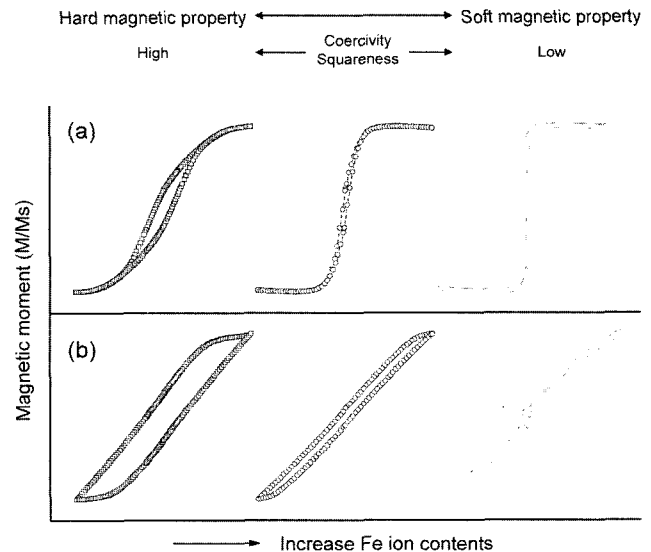 Hard magnetic property
Soft magnetic property
High
Coercivity
Squareness
Low
(a)
(b)
Magnetic moment (M/Ms)
Increase Fe ion contents